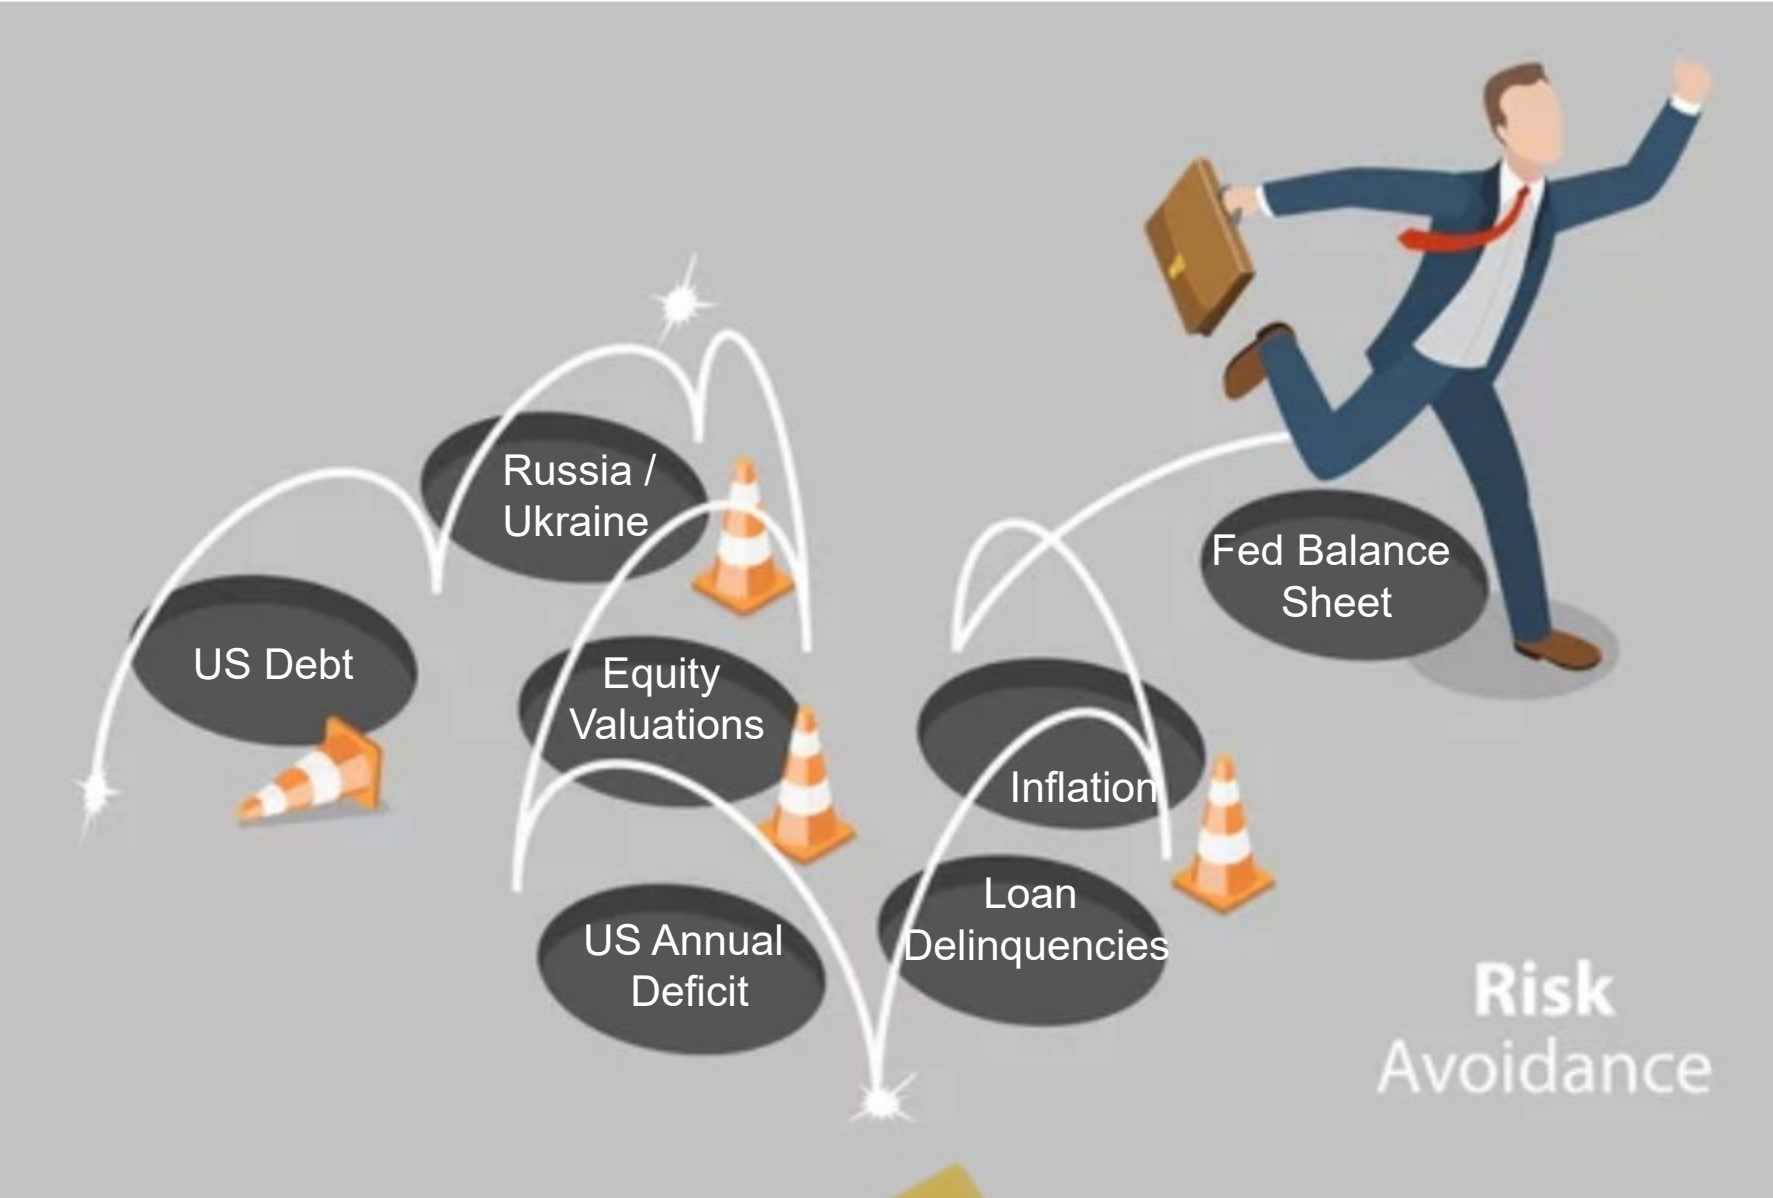 Russia /
Ukraine
US Debt
Equity
Valuations
Fed Balance
Sheet
Inflation
US Annual
Deficit
Loan
Delinquencies
Risk
Avoidance